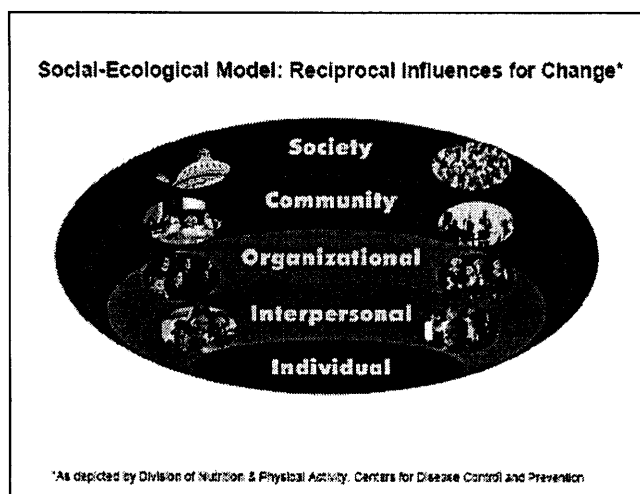 Social-Ecological Model: Reciprocal Influences for Change*
Society
Community
Organizational
Interpersonal
Individual
*As depicted by Division of Nutrition & Physical Activity, Centers for Disease Control and Prevention